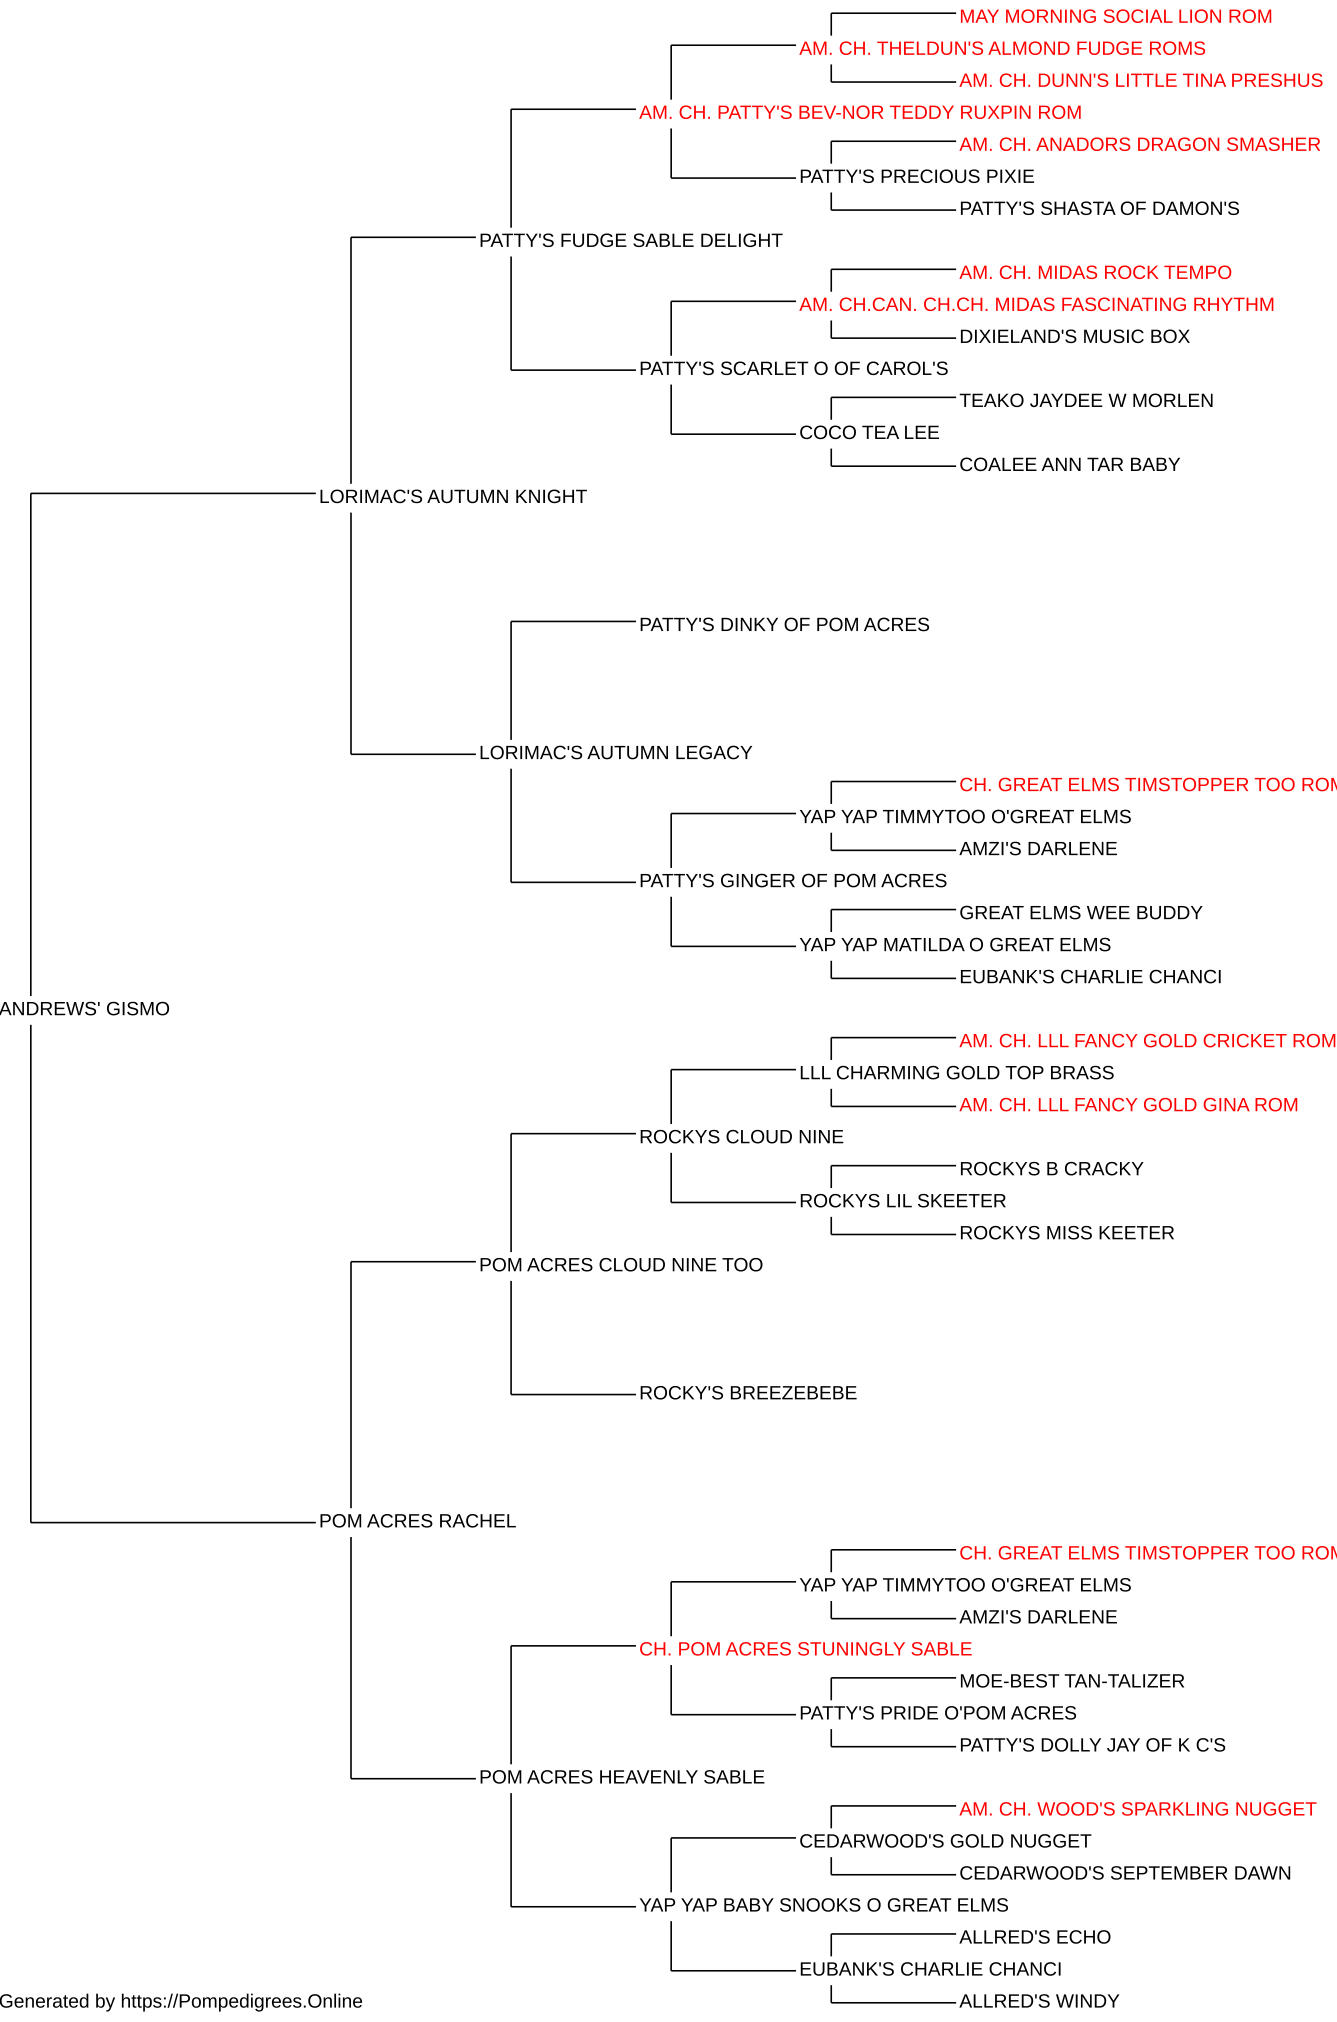 MAY MORNING SOCIAL LION ROM
AM. CH. THELDUN'S ALMOND FUDGE ROMS
AM. CH. DUNN'S LITTLE TINA PRESHUS
AM. CH. PATTY'S BEV-NOR TEDDY RUXPIN ROM
AM. CH. ANADORS DRAGON SMASHER
PATTY'S PRECIOUS PIXIE
PATTY'S SHASTA OF DAMON'S
PATTY'S FUDGE SABLE DELIGHT
AM. CH. MIDAS ROCK TEMPO
AM. CH.CAN. CH.CH. MIDAS FASCINATING RHYTHM
DIXIELAND'S MUSIC BOX
PATTY'S SCARLET O OF CAROL'S
TEAKO JAYDEE W MORLEN
COCO TEA LEE
COALEE ANN TAR BABY
LORIMAC'S AUTUMN KNIGHT
PATTY'S DINKY OF POM ACRES
LORIMAC'S AUTUMN LEGACY
CH. GREAT ELMS TIMSTOPPER TOO ROM
YAP YAP TIMMYTOO O'GREAT ELMS
AMZI'S DARLENE
PATTY'S GINGER OF POM ACRES
GREAT ELMS WEE BUDDY
YAP YAP MATILDA O GREAT ELMS
EUBANK'S CHARLIE CHANCI
ANDREWS' GISMO
AM. CH. LLL FANCY GOLD CRICKET ROM
LLL CHARMING GOLD TOP BRASS
AM. CH. LLL FANCY GOLD GINA ROM
ROCKYS CLOUD NINE
ROCKYS B CRACKY
ROCKYS LIL SKEETER
ROCKYS MISS KEETER
POM ACRES CLOUD NINE TOO
ROCKY'S BREEZEBEBE
POM ACRES RACHEL
CH. GREAT ELMS TIMSTOPPER TOO ROM
YAP YAP TIMMYTOO O'GREAT ELMS
AMZI'S DARLENE
CH. POM ACRES STUNINGLY SABLE
MOE-BEST TAN-TALIZER
PATTY'S PRIDE O'POM ACRES
PATTY'S DOLLY JAY OF K C'S
POM ACRES HEAVENLY SABLE
AM. CH. WOOD'S SPARKLING NUGGET
CEDARWOOD'S GOLD NUGGET
CEDARWOOD'S SEPTEMBER DAWN
YAP YAP BABY SNOOKS O GREAT ELMS
ALLRED'S ECHO
EUBANK'S CHARLIE CHANCI
ALLRED'S WINDY
Generated by https://Pompedigrees.Online